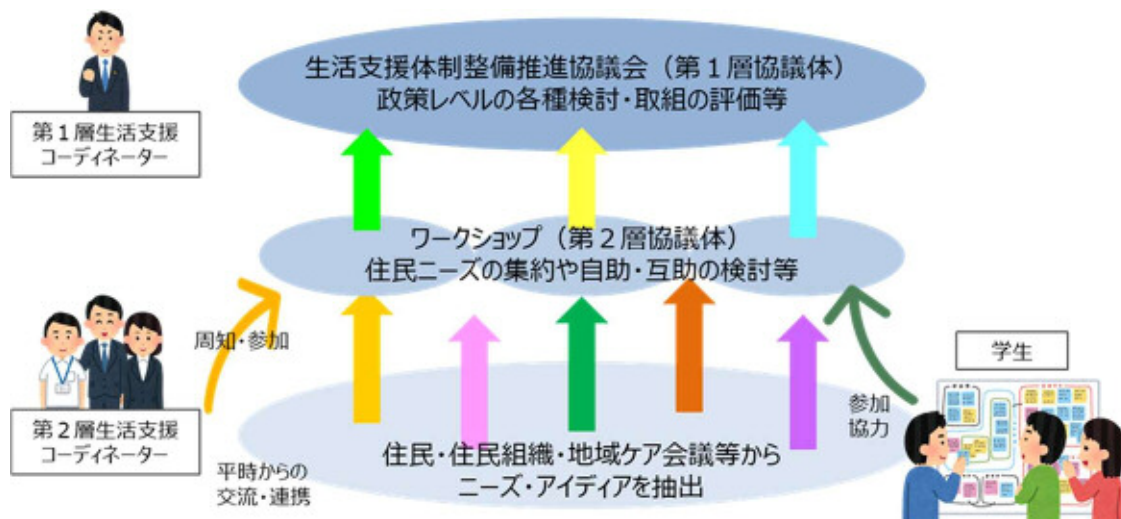 生活支援体制整備推進協議会（第１層協議体）
政策レベルの各種検討・取組の評価等
第１層生活支援
コーディネーター
ワークショップ（第２層協議体）
住民ニーズの集約や自助・互助の検討等
周知・参加
学生
第２層生活支援
コーディネーター
参加
協力
平時からの
交流・連携
住民・住民組織・地域ケア会議等から
ニーズ・アイディアを抽出